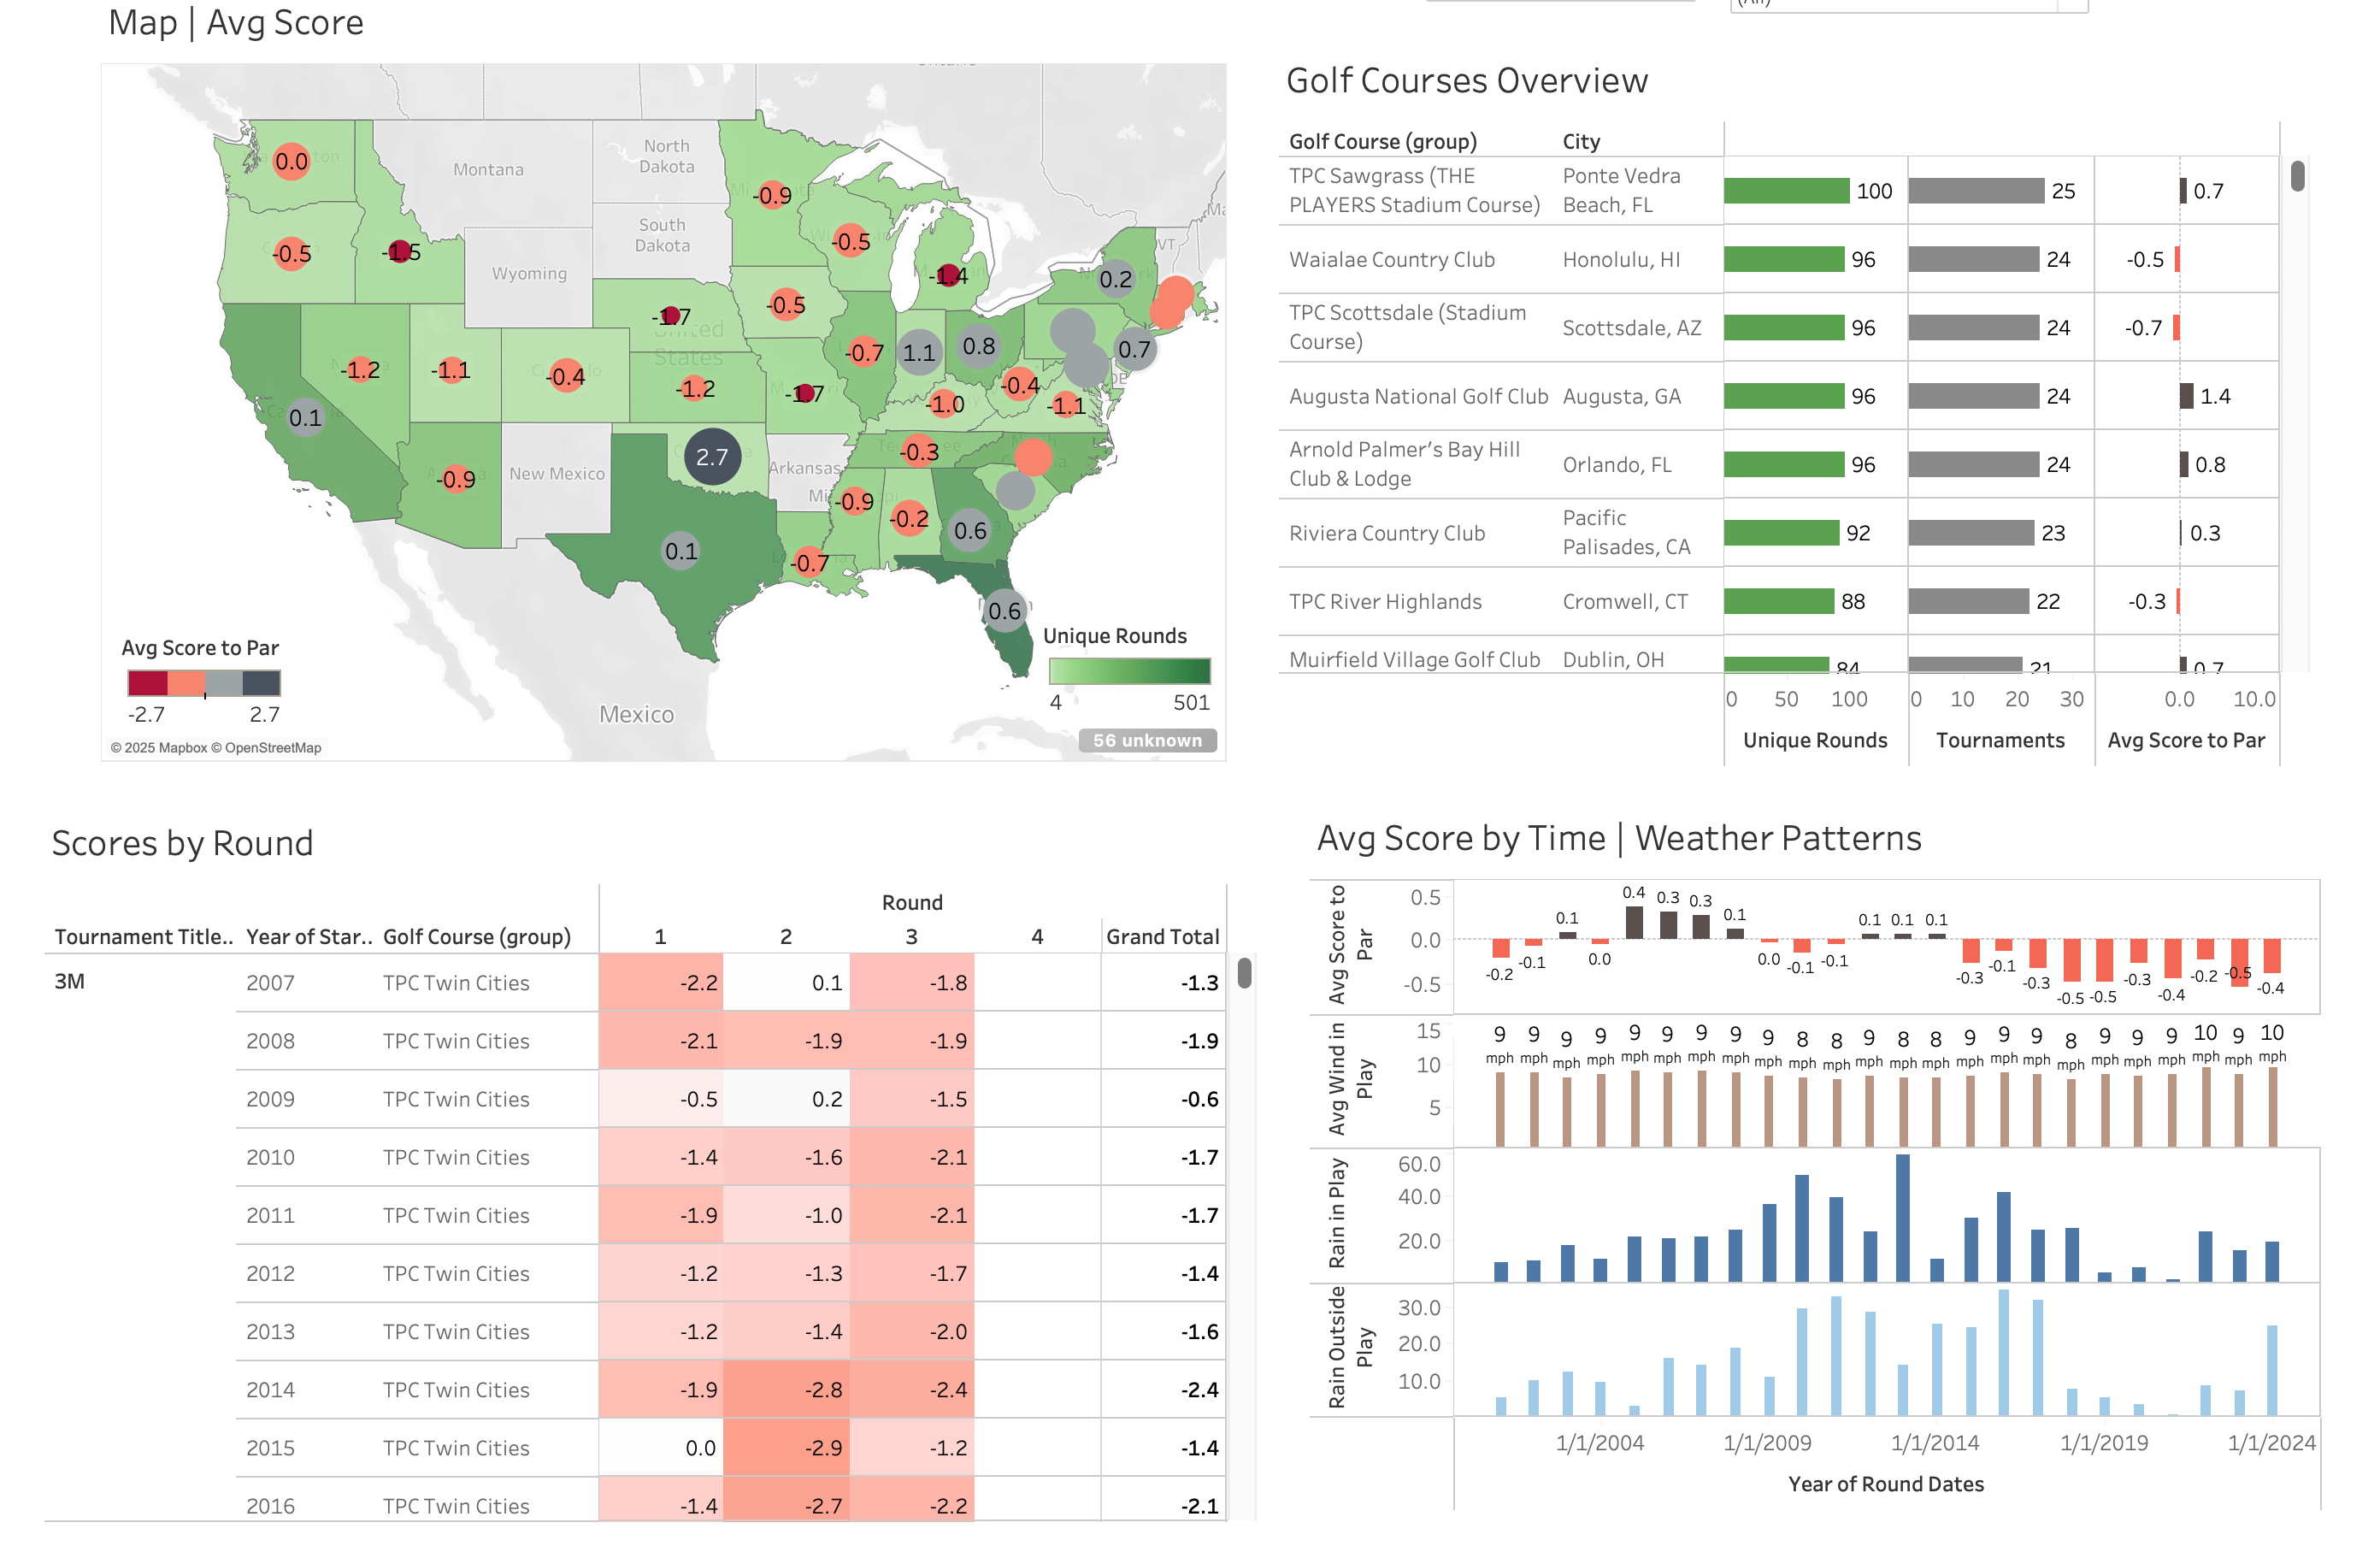 (All)
Map | Avg Score
Ontario
North
Dakota
Montana
South
Dakota
Wyoming
VT
United
States
DE
New Mexico
Arkansas
Mexico
0.0
-0.9
-0.5
-0.5
-1.5
-1.4
0.2
-0.5
-1.7
-0.7
1.1
0.8
0.7
-1.2
-1.1
-0.4
-1.2
-1.7
-0.4
-1.0
-1.1
0.1
-0.3
2.7
-0.9
-0.9
-0.2
0.6
0.1
-0.7
0.6
Avg Score to Par
-2.7 2.7
Unique Rounds
4 501
56 unknown
© 2025 Mapbox © OpenStreetMap
Golf Courses Overview
Golf Course (group) City
TPC Sawgrass (THE PLAYERS Stadium Course) Ponte Vedra Beach, FL 100 25 0.7
Waialae Country Club Honolulu, HI 96 24 -0.5
TPC Scottsdale (Stadium Course) Scottsdale, AZ 96 24 -0.7
Augusta National Golf Club Augusta, GA 96 24 1.4
Arnold Palmer's Bay Hill Club & Lodge Orlando, FL 96 24 0.8
Riviera Country Club Pacific Palisades, CA 92 23 0.3
TPC River Highlands Cromwell, CT 88 22 -0.3
Muirfield Village Golf Club Dublin, OH 84 21 0.7
0 50 100 0 10 20 30 0.0 10.0
Unique Rounds Tournaments Avg Score to Par
Scores by Round
Round
Tournament Title.. Year of Star.. Golf Course (group) 1 2 3 4 Grand Total
3M 2007 TPC Twin Cities -2.2 0.1 -1.8 -1.3
2008 TPC Twin Cities -2.1 -1.9 -1.9 -1.9
2009 TPC Twin Cities -0.5 0.2 -1.5 -0.6
2010 TPC Twin Cities -1.4 -1.6 -2.1 -1.7
2011 TPC Twin Cities -1.9 -1.0 -2.1 -1.7
2012 TPC Twin Cities -1.2 -1.3 -1.7 -1.4
2013 TPC Twin Cities -1.2 -1.4 -2.0 -1.6
2014 TPC Twin Cities -1.9 -2.8 -2.4 -2.4
2015 TPC Twin Cities 0.0 -2.9 -1.2 -1.4
2016 TPC Twin Cities -1.4 -2.7 -2.2 -2.1
Avg Score by Time | Weather Patterns
Avg Score to
Par
0.5
0.0
-0.5
-0.2 -0.1 0.1 0.0 0.4 0.3 0.3 0.1 0.0 -0.1 -0.1 0.1 0.1 0.1 -0.3 -0.1 -0.3 -0.5 -0.5 -0.3 -0.4 -0.2 -0.5 -0.4
Avg Wind in
Play
15
10
5
9 9 9 9 9 9 9 9 9 8 8 9 8 8 9 9 9 8 9 9 9 10 9 10
mph mph mph mph mph mph mph mph mph mph mph mph mph mph mph mph mph mph mph mph mph mph mph mph
Rain in Play
60.0
40.0
20.0
Rain Outside
Play
30.0
20.0
10.0
1/1/2004 1/1/2009 1/1/2014 1/1/2019 1/1/2024
Year of Round Dates